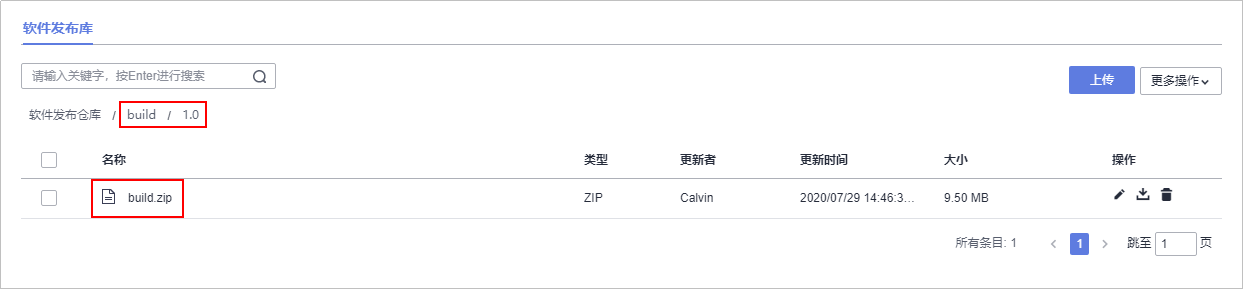 软件发布库
请输入关键字，按Enter进行搜索
上传 更多操作
软件发布仓库 / build / 1.0
名称 类型 更新者 更新时间 大小 操作
build.zip ZIP Calvin 2020/07/29 14:46:3... 9.50 MB
所有条目: 1 < 1 > 跳至 1 页